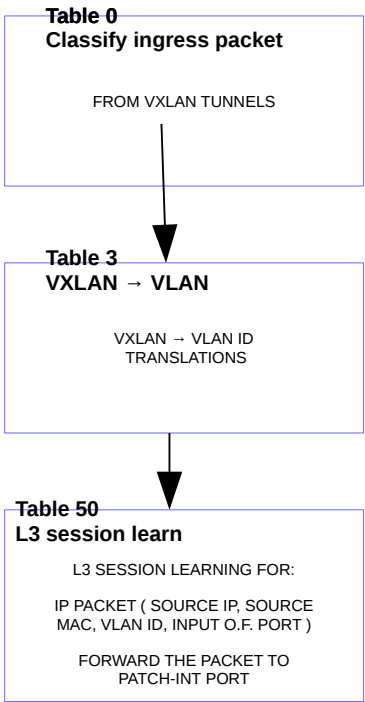 Table 0
Classify ingress packet
FROM VXLAN TUNNELS
Table 3
VXLAN → VLAN
VXLAN → VLAN ID
TRANSLATIONS
Table 50
L3 session learn
L3 SESSION LEARNING FOR:
IP PACKET ( SOURCE IP, SOURCE
MAC, VLAN ID, INPUT O.F. PORT )
FORWARD THE PACKET TO
PATCH-INT PORT